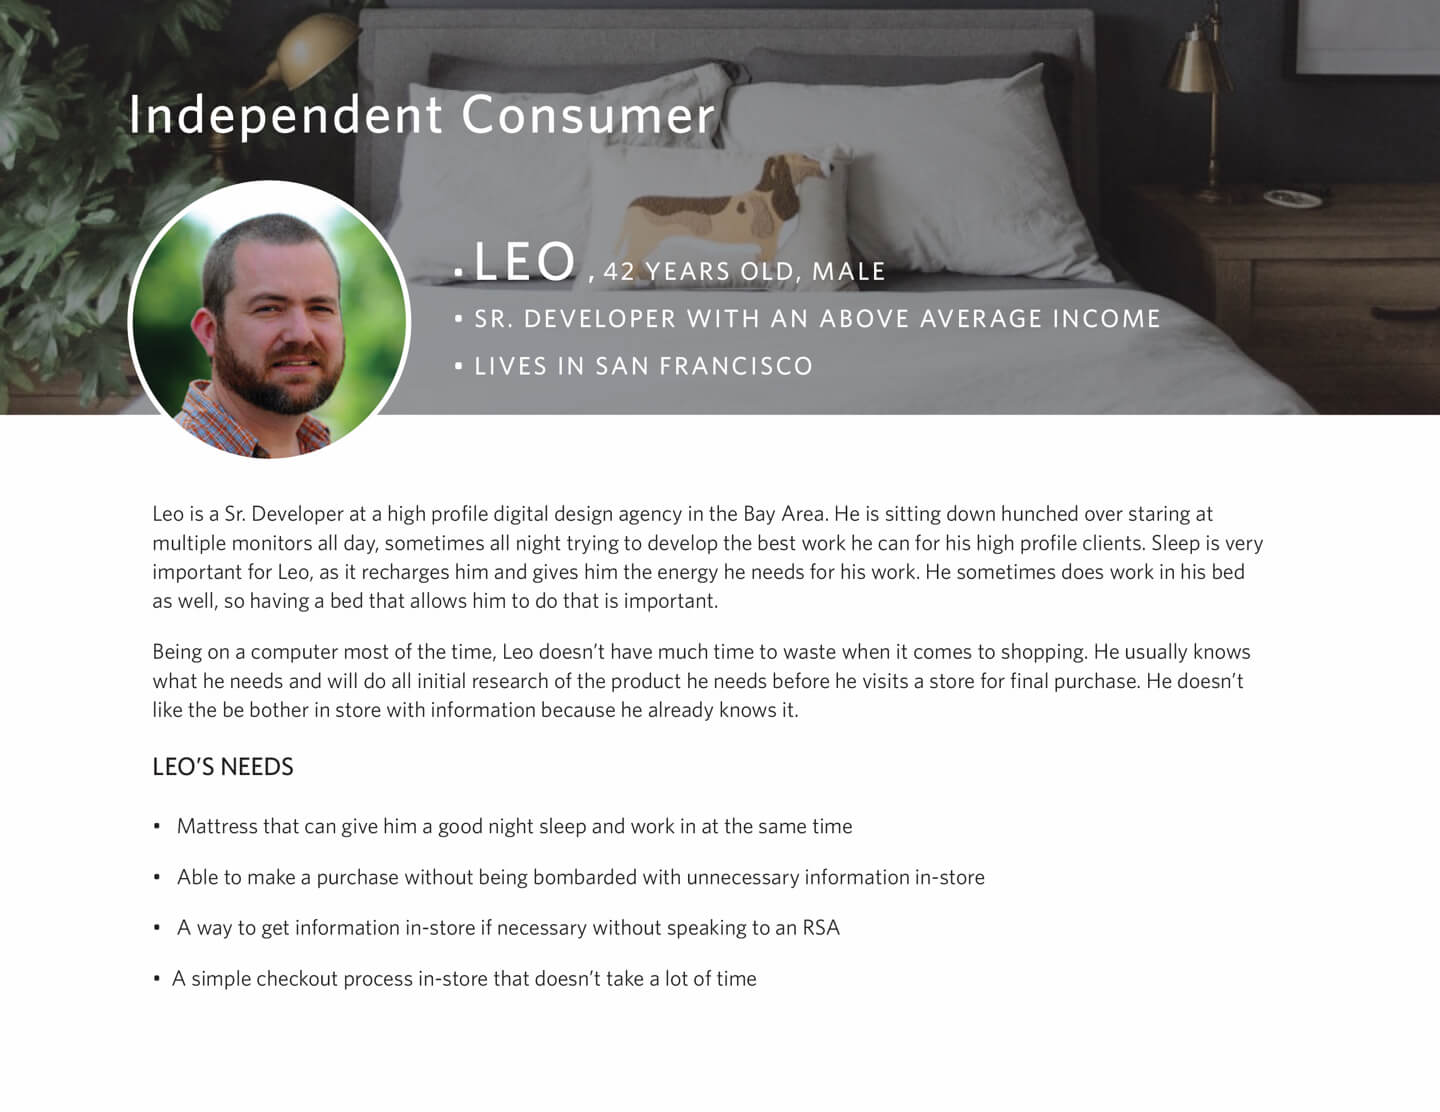 Independent Consumer
• LEO , 42 YEARS OLD, MALE
• SR. DEVELOPER WITH AN ABOVE AVERAGE INCOME
• LIVES IN SAN FRANCISCO
Leo is a Sr. Developer at a high profile digital design agency in the Bay Area. He is sitting down hunched over staring at
multiple monitors all day, sometimes all night trying to develop the best work he can for his high profile clients. Sleep is very
important for Leo, as it recharges him and gives him the energy he needs for his work. He sometimes does work in his bed
as well, so having a bed that allows him to do that is important.
Being on a computer most of the time, Leo doesn’t have much time to waste when it comes to shopping. He usually knows
what he needs and will do all initial research of the product he needs before he visits a store for final purchase. He doesn’t
like the be bother in store with information because he already knows it.
LEO’S NEEDS
• Mattress that can give him a good night sleep and work in at the same time
• Able to make a purchase without being bombarded with unnecessary information in-store
• A way to get information in-store if necessary without speaking to an RSA
• A simple checkout process in-store that doesn’t take a lot of time